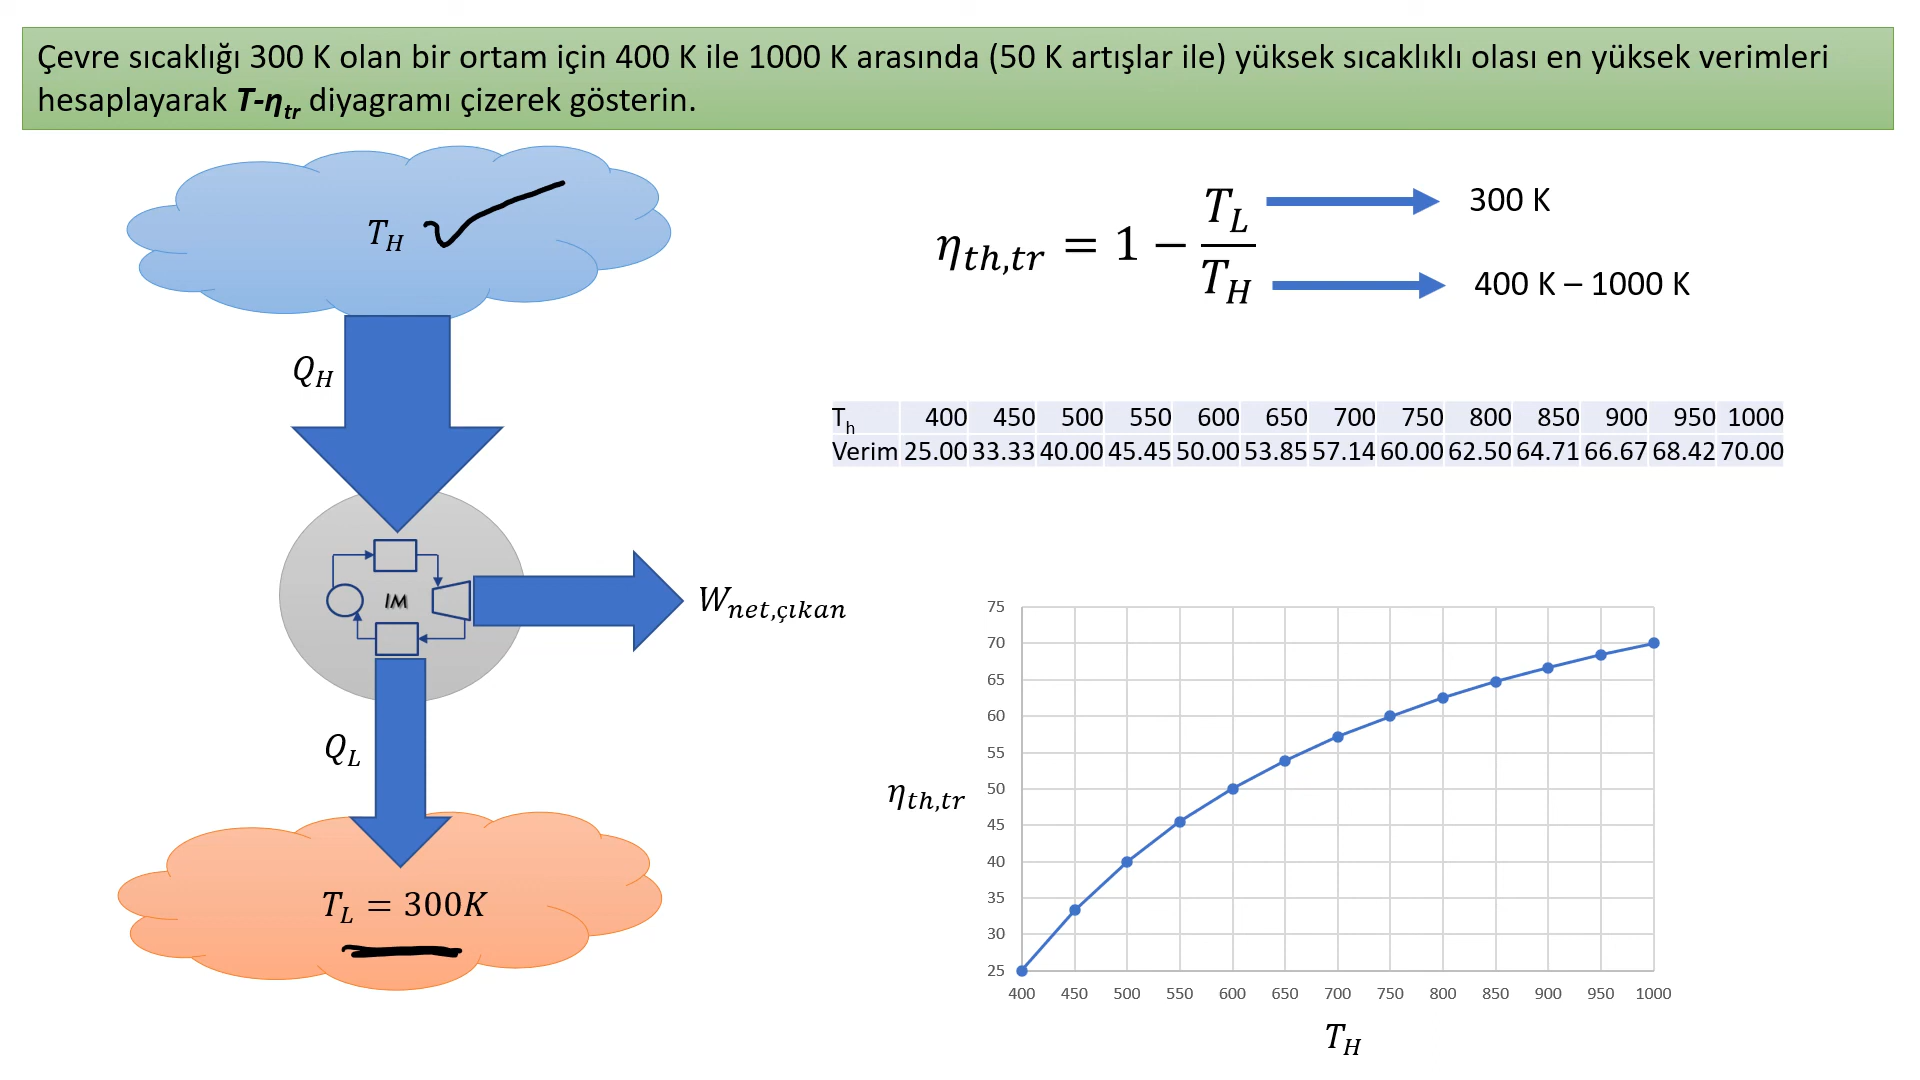 Çevre sıcaklığı 300 K olan bir ortam için 400 K ile 1000 K arasında (50 K artışlar ile) yüksek sıcaklıklı olası en yüksek verimleri
hesaplayarak T-ηtr diyagramı çizerek gösterin.
TH
ηth,tr = 1 − TL/TH
300 K
400 K – 1000 K
QH
Th 400 450 500 550 600 650 700 750 800 850 900 950 1000
Verim 25.00 33.33 40.00 45.45 50.00 53.85 57.14 60.00 62.50 64.71 66.67 68.42 70.00
IM
Wnet,çıkan
QL
TL = 300K
ηth,tr
75
70
65
60
55
50
45
40
35
30
25
400 450 500 550 600 650 700 750 800 850 900 950 1000
TH